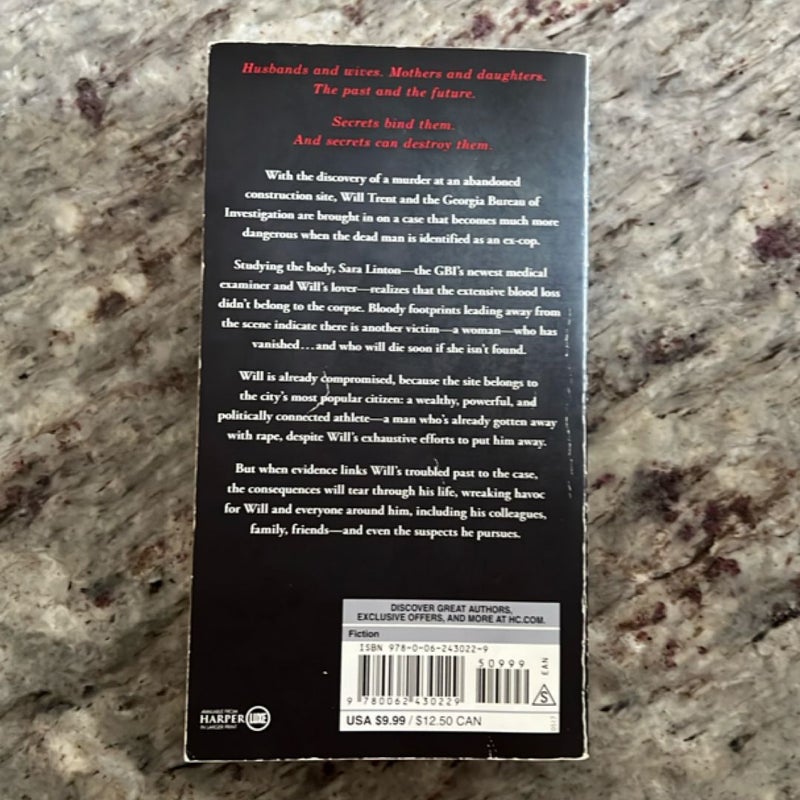 Husbands and wives. Mothers and daughters.
The past and the future.
Secrets bind them.
And secrets can destroy them.
With the discovery of a murder at an abandoned
construction site, Will Trent and the Georgia Bureau of
Investigation are brought in on a case that becomes much more
dangerous when the dead man is identified as an ex-cop.
Studying the body, Sara Linton—the GBI's newest medical
examiner and Will's lover—realizes that the extensive blood loss
didn't belong to the corpse. Bloody footprints leading away from
the scene indicate there is another victim—a woman—who has
vanished...and who will die soon if she isn't found.
Will is already compromised, because the site belongs to
the city's most popular citizen: a wealthy, powerful, and
politically connected athlete—a man who's already gotten away
with rape, despite Will's exhaustive efforts to put him away.
But when evidence links Will's troubled past to the case,
the consequences will tear through his life, wreaking havoc
for Will and everyone around him, including his colleagues,
family, friends—and even the suspects he pursues.
DISCOVER GREAT AUTHORS,
EXCLUSIVE OFFERS, AND MORE AT HC.COM.
Fiction
ISBN 978-0-06-243022-9
50999
EAN
9 780062 430229
S
USA $9.99 / $12.50 CAN
0517
AVAILABLE FROM
HARPER LUXE
IN LARGER PRINT